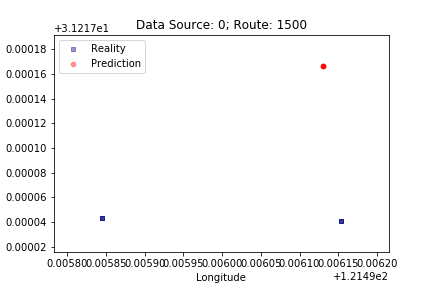 Data Source: 0; Route: 1500
+3.1217e1
Reality
Prediction
0.00018
0.00016
0.00014
0.00012
0.00010
0.00008
0.00006
0.00004
0.00002
0.00580 0.00585 0.00590 0.00595 0.00600 0.00605 0.00610 0.00615 0.00620
Longitude
+1.2149e2